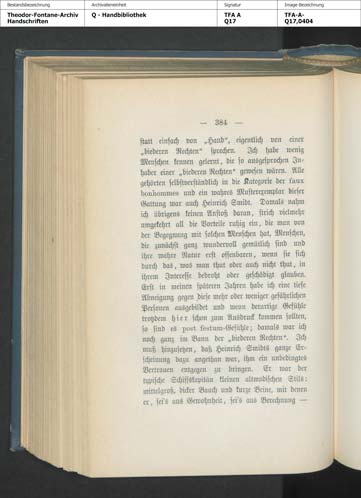 Bestandsbezeichnung
Archivalieneinheit
Signatur
Image Bezeichnung
Theodor-Fontane-Archiv
Handschriften
Q - Handbibliothek
TFA A
Q17
TFA-A-
Q17,0404
— 384 —
statt einfach von „Hand“, eigentlich von einer
„biederen Rechten“ sprechen. Ich habe wenig
Menschen kennen gelernt, die so ausgesprochen In-
haber einer „biederen Rechten“ gewesen wären. Alle
gehörten selbstverständlich in die Kategorie der faux
bonhommes und ein wahres Musterexemplar dieser
Gattung war auch Heinrich Smidt. Damals nahm
ich übrigens keinen Anstoß daran, strich vielmehr
umgekehrt all die Vorteile ruhig ein, die man von
der Begegnung mit solchen Menschen hat, Menschen,
die zunächst ganz wundervoll gemütlich sind und
ihre wahre Natur erst offenbaren, wenn sie sich
durch das, was man thut oder auch nicht thut, in
ihrem Interesse bedroht oder geschädigt glauben.
Erst in meinen späteren Jahren habe ich eine tiefe
Abneigung gegen diese mehr oder weniger gefährlichen
Personen ausgebildet und wenn derartige Gefühle
trotzdem hier schon zum Ausdruck kommen sollten,
so sind es post festum-Gefühle; damals war ich
noch ganz im Bann der „biederen Rechten“. Ich
muß hinzusetzen, daß Heinrich Smidts ganze Er-
scheinung dazu angethan war, ihm ein unbedingtes
Vertrauen entgegen zu bringen. Er war der
typische Schiffskapitän kleinen altmodischen Stils:
mittelgroß, dicker Bauch und kurze Beine, mit denen
er, sei's aus Gewohnheit, sei's aus Berechnung —